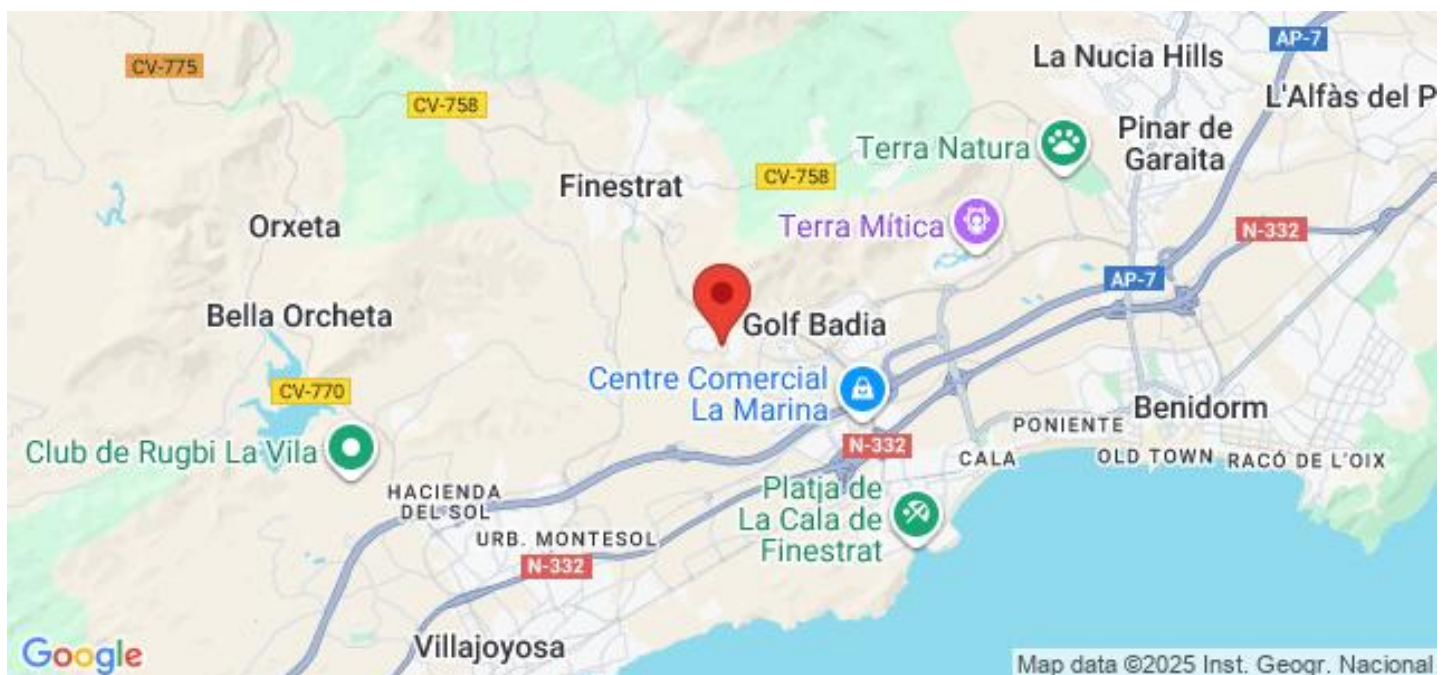 AP-7
La Nucia Hills
CV-775
CV-758
L'Alfàs del P
Pinar de
Garaita
Terra Natura
CV-758
Finestrat
Orxeta
Terra Mítica
N-332
AP-7
Bella Orcheta
Golf Badia
Centre Comercial
La Marina
CV-770
Benidorm
PONIENTE
N-332
Club de Rugbi La Vila
CALA
OLD TOWN
RACÓ DE L'OIX
HACIENDA
DEL SOL
Platja de
La Cala de
Finestrat
URB. MONTESOL
N-332
Villajoyosa
Google
Map data ©2025 Inst. Geogr. Nacional